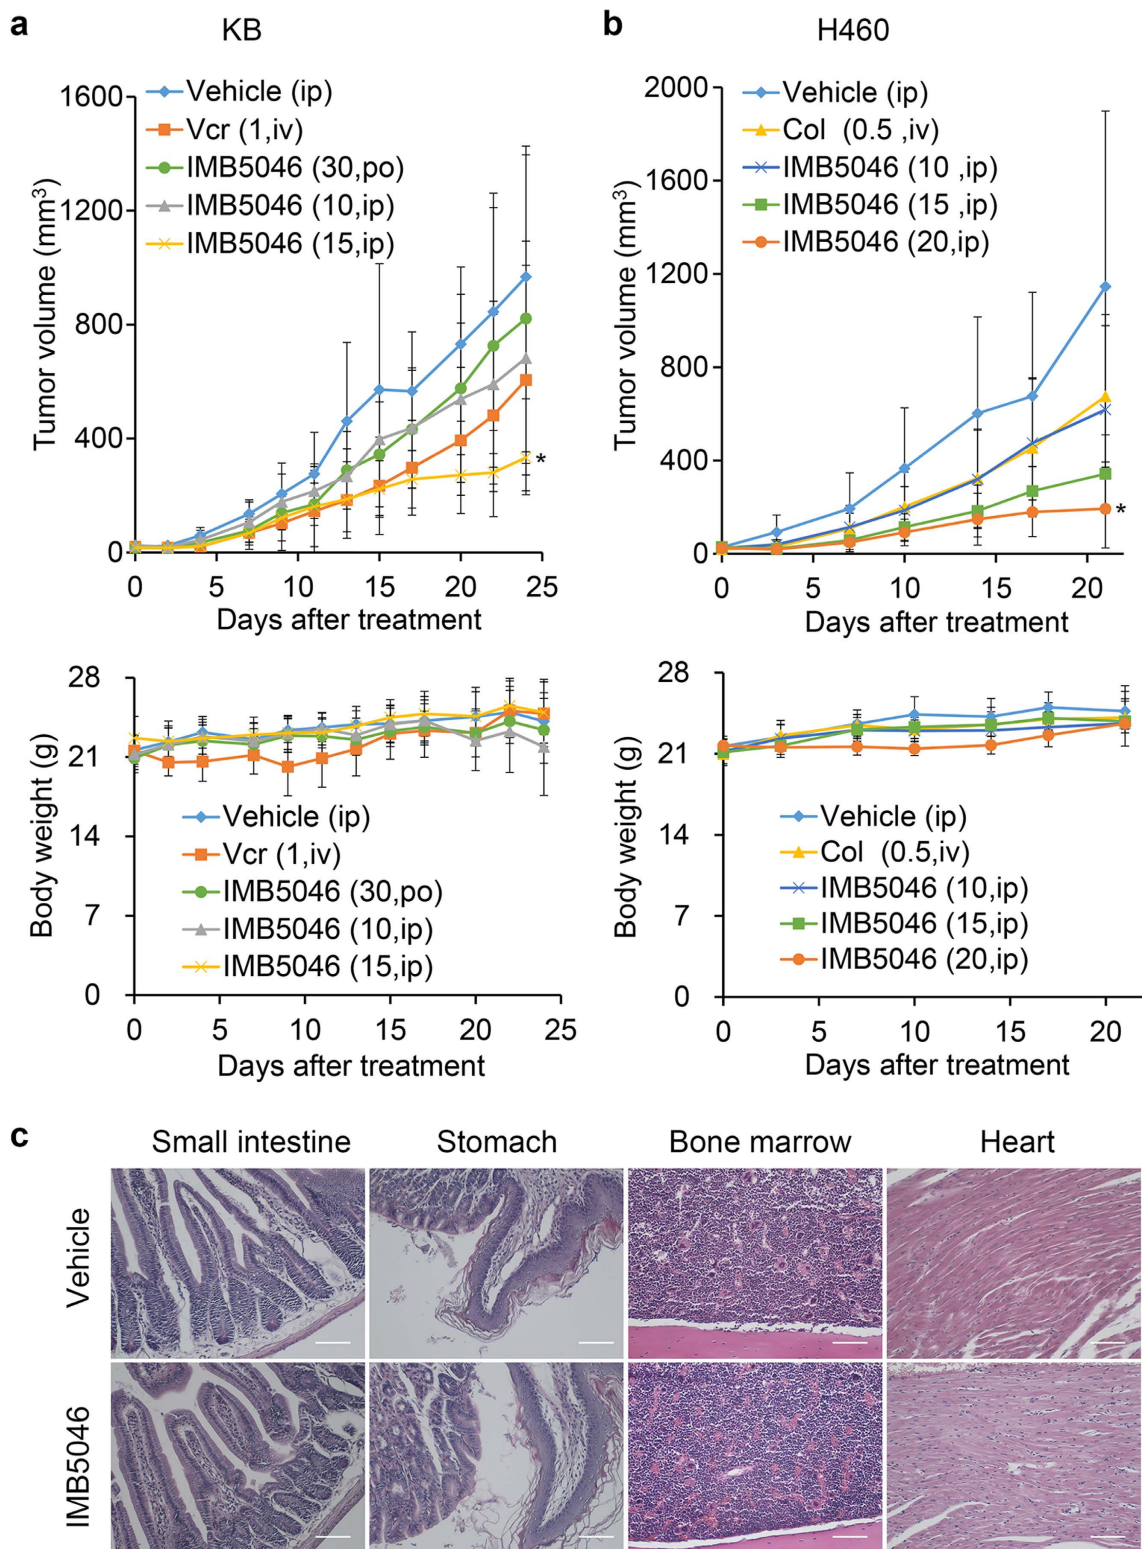 a
KB
Vehicle (ip)
Vcr (1,iv)
IMB5046 (30,po)
IMB5046 (10,ip)
IMB5046 (15,ip)
1600
1200
800
400
0
Tumor volume (mm³)
*
0 5 10 15 20 25
Days after treatment
b
H460
Vehicle (ip)
Col (0.5 ,iv)
IMB5046 (10 ,ip)
IMB5046 (15 ,ip)
IMB5046 (20,ip)
2000
1600
1200
800
400
0
Tumor volume (mm³)
*
0 5 10 15 20
Days after treatment
28
21
14
7
0
Body weight (g)
Vehicle (ip)
Vcr (1,iv)
IMB5046 (30,po)
IMB5046 (10,ip)
IMB5046 (15,ip)
0 5 10 15 20 25
Days after treatment
28
21
14
7
0
Body weight (g)
Vehicle (ip)
Col (0.5,iv)
IMB5046 (10,ip)
IMB5046 (15,ip)
IMB5046 (20,ip)
0 5 10 15 20
Days after treatment
c
Small intestine Stomach Bone marrow Heart
Vehicle
IMB5046